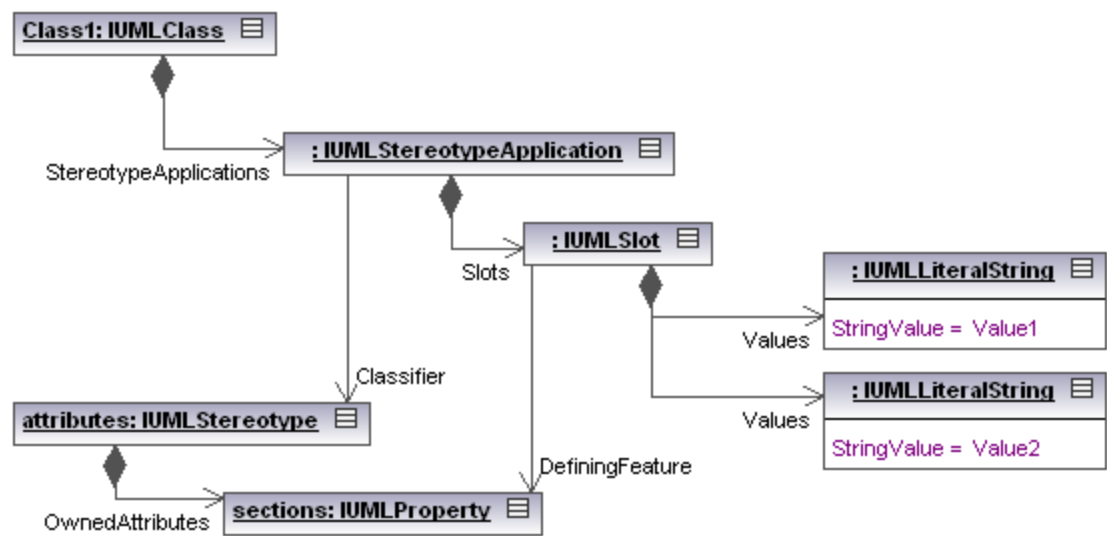 Class1: IUMLClass
: IUMLStereotypeApplication
StereotypeApplications
: IUMLSlot
Slots
: IUMLLiteralString
StringValue = Value1
Values
Classifier
: IUMLLiteralString
attributes: IUMLStereotype
Values
StringValue = Value2
DefiningFeature
sections: IUMLProperty
OwnedAttributes